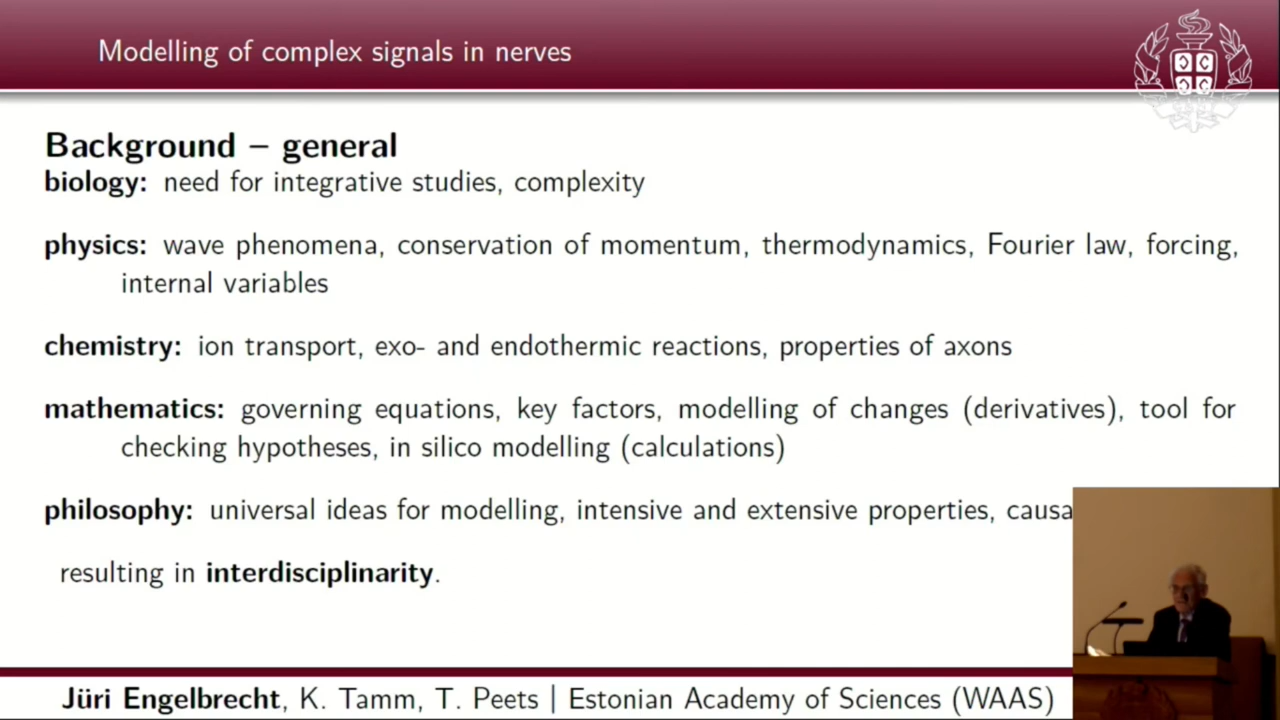 Modelling of complex signals in nerves
Background – general
biology: need for integrative studies, complexity
physics: wave phenomena, conservation of momentum, thermodynamics, Fourier law, forcing,
internal variables
chemistry: ion transport, exo- and endothermic reactions, properties of axons
mathematics: governing equations, key factors, modelling of changes (derivatives), tool for
checking hypotheses, in silico modelling (calculations)
philosophy: universal ideas for modelling, intensive and extensive properties, causa
resulting in interdisciplinarity.
Jüri Engelbrecht, K. Tamm, T. Peets | Estonian Academy of Sciences (WAAS)